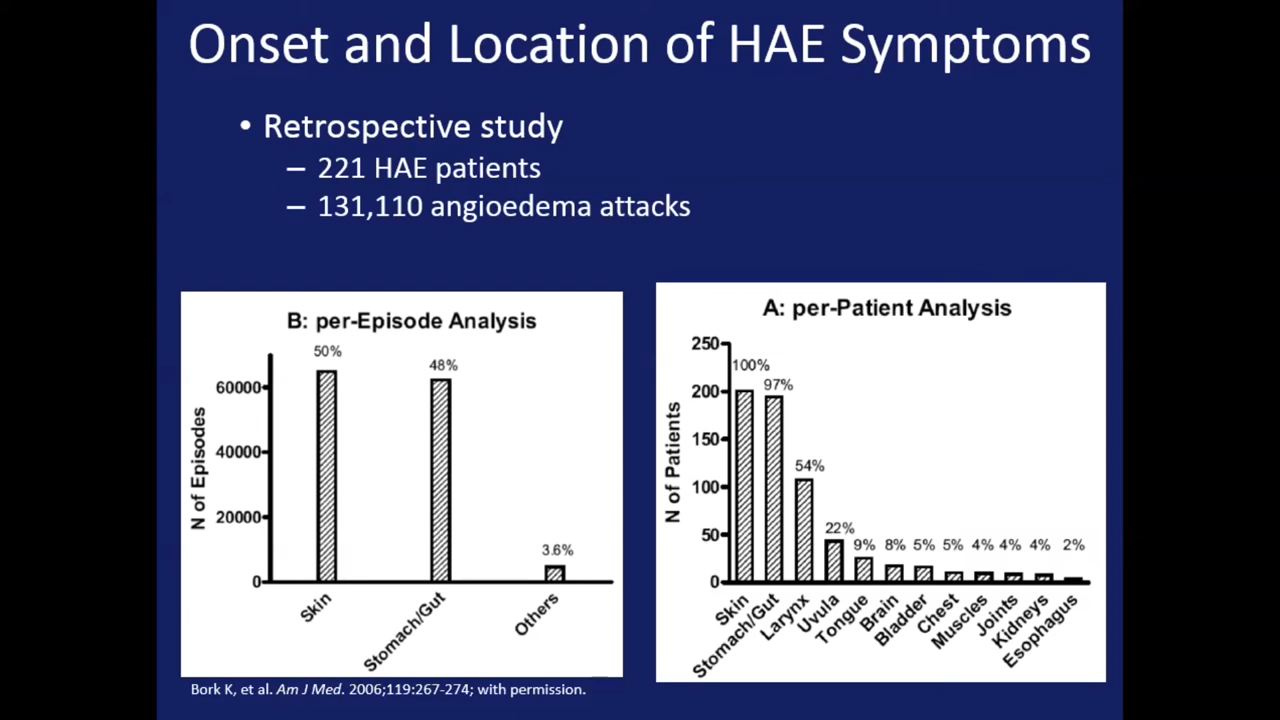 Onset and Location of HAE Symptoms
• Retrospective study
– 221 HAE patients
– 131,110 angioedema attacks
B: per-Episode Analysis
50%
48%
3.6%
N of Episodes
60000
40000
20000
0
Skin
Stomach/Gut
Others
A: per-Patient Analysis
N of Patients
250
200
150
100
50
0
100%
97%
54%
22%
9%
8%
5%
5%
4%
4%
4%
2%
Skin
Stomach/Gut
Larynx
Uvula
Tongue
Brain
Bladder
Chest
Muscles
Joints
Kidneys
Esophagus
Bork K, et al. Am J Med. 2006;119:267-274; with permission.